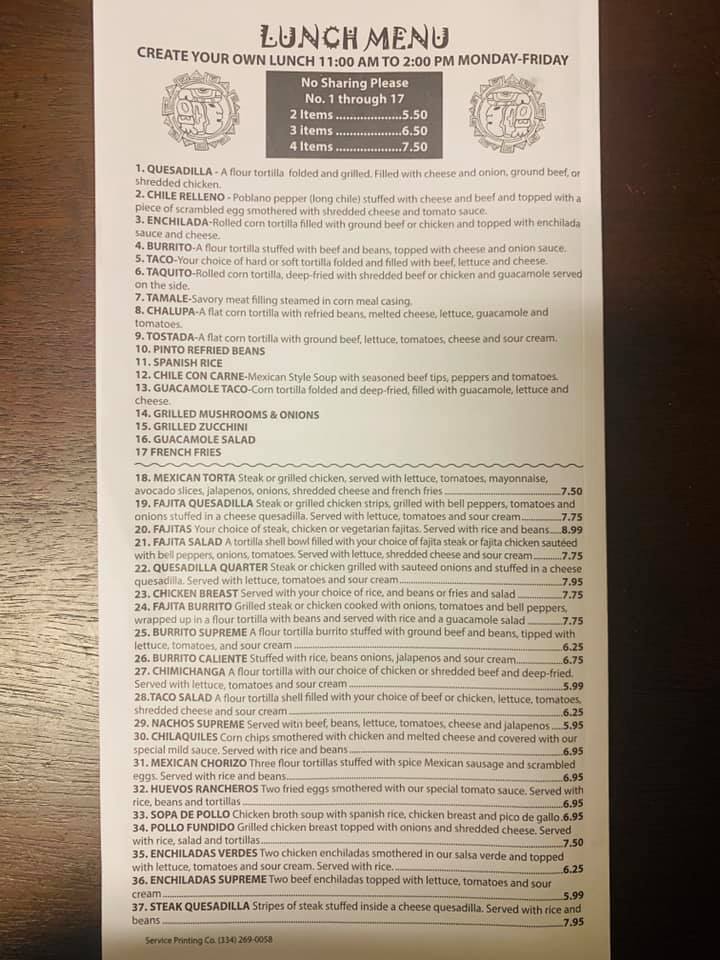 LUNCH MENU
CREATE YOUR OWN LUNCH 11:00 AM TO 2:00 PM MONDAY-FRIDAY
No Sharing Please
No. 1 through 17
2 Items ...................5.50
3 items ...................6.50
4 Items ...................7.50
1. QUESADILLA - A flour tortilla folded and grilled. Filled with cheese and onion, ground beef, or
shredded chicken.
2. CHILE RELLENO - Poblano pepper (long chile) stuffed with cheese and beef and topped with a
piece of scrambled egg smothered with shredded cheese and tomato sauce.
3. ENCHILADA-Rolled corn tortilla filled with ground beef or chicken and topped with enchilada
sauce and cheese.
4. BURRITO-A flour tortilla stuffed with beef and beans, topped with cheese and onion sauce.
5. TACO-Your choice of hard or soft tortilla folded and filled with beef, lettuce and cheese.
6. TAQUITO-Rolled corn tortilla, deep-fried with shredded beef or chicken and guacamole served
on the side.
7. TAMALE-Savory meat filling steamed in corn meal casing.
8. CHALUPA-A flat corn tortilla with refried beans, melted cheese, lettuce, guacamole and
tomatoes.
9. TOSTADA-A flat corn tortilla with ground beef, lettuce, tomatoes, cheese and sour cream.
10. PINTO REFRIED BEANS
11. SPANISH RICE
12. CHILE CON CARNE-Mexican Style Soup with seasoned beef tips, peppers and tomatoes.
13. GUACAMOLE TACO-Corn tortilla folded and deep-fried, filled with guacamole, lettuce and
cheese.
14. GRILLED MUSHROOMS & ONIONS
15. GRILLED ZUCCHINI
16. GUACAMOLE SALAD
17 FRENCH FRIES
18. MEXICAN TORTA Steak or grilled chicken, served with lettuce, tomatoes, mayonnaise,
avocado slices, jalapenos, onions, shredded cheese and french fries ...................7.50
19. FAJITA QUESADILLA Steak or grilled chicken strips, grilled with bell peppers, tomatoes and
onions stuffed in a cheese quesadilla. Served with lettuce, tomatoes and sour cream...........7.75
20. FAJITAS Your choice of steak, chicken or vegetarian fajitas. Served with rice and beans....8.99
21. FAJITA SALAD A tortilla shell bowl filled with your choice of fajita steak or fajita chicken sautéed
with bell peppers, onions, tomatoes. Served with lettuce, shredded cheese and sour cream........7.75
22. QUESADILLA QUARTER Steak or chicken grilled with sauteed onions and stuffed in a cheese
quesadilla. Served with lettuce, tomatoes and sour cream...................7.95
23. CHICKEN BREAST Served with your choice of rice, and beans or fries and salad............7.75
24. FAJITA BURRITO Grilled steak or chicken cooked with onions, tomatoes and bell peppers,
wrapped up in a flour tortilla with beans and served with rice and a guacamole salad .........7.75
25. BURRITO SUPREME A flour tortilla burrito stuffed with ground beef and beans, tipped with
lettuce, tomatoes, and sour cream ...................6.25
26. BURRITO CALIENTE Stuffed with rice, beans onions, jalapenos and sour cream............6.75
27. CHIMICHANGA A flour tortilla with our choice of chicken or shredded beef and deep-fried.
Served with lettuce, tomatoes and sour cream ...................5.99
28.TACO SALAD A flour tortilla shell filled with your choice of beef or chicken, lettuce, tomatoes,
shredded cheese and sour cream ...................6.25
29. NACHOS SUPREME Served with beef, beans, lettuce, tomatoes, cheese and jalapenos ....5.95
30. CHILAQUILES Corn chips smothered with chicken and melted cheese and covered with our
special mild sauce. Served with rice and beans...................6.95
31. MEXICAN CHORIZO Three flour tortillas stuffed with spice Mexican sausage and scrambled
eggs. Served with rice and beans...................6.95
32. HUEVOS RANCHEROS Two fried eggs smothered with our special tomato sauce. Served with
rice, beans and tortillas ...................6.95
33. SOPA DE POLLO Chicken broth soup with spanish rice, chicken breast and pico de gallo.6.95
34. POLLO FUNDIDO Grilled chicken breast topped with onions and shredded cheese. Served
with rice, salad and tortillas...................7.50
35. ENCHILADAS VERDES Two chicken enchiladas smothered in our salsa verde and topped
with lettuce, tomatoes and sour cream. Served with rice...................6.25
36. ENCHILADAS SUPREME Two beef enchiladas topped with lettuce, tomatoes and sour
cream...................5.99
37. STEAK QUESADILLA Stripes of steak stuffed inside a cheese quesadilla. Served with rice and
beans ...................7.95
Service Printing Co. (334) 269-0058